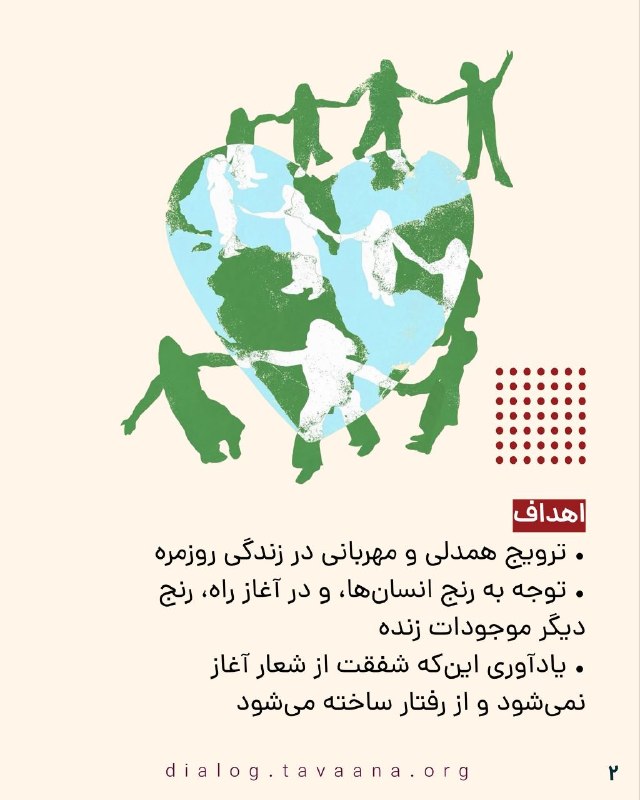 اهداف
• ترویج همدلی و مهربانی در زندگی روزمره
• توجه به رنج انسان‌ها، و در آغاز راه، رنج
دیگر موجودات زنده
• یادآوری این‌که شفقت از شعار آغاز
نمی‌شود و از رفتار ساخته می‌شود
dialog.tavaana.org
۲